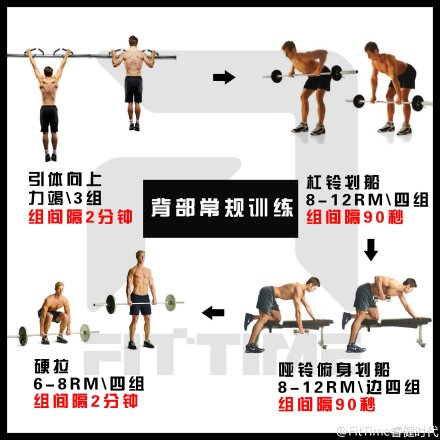 引体向上
力竭\3组
组间隔2分钟
杠铃划船
8-12RM\四组
组间隔90秒
背部常规训练
硬拉
6-8RM\四组
组间隔2分钟
哑铃俯身划船
8-12RM\边四组
组间隔90秒
FITTIME
@FitTime睿健时代